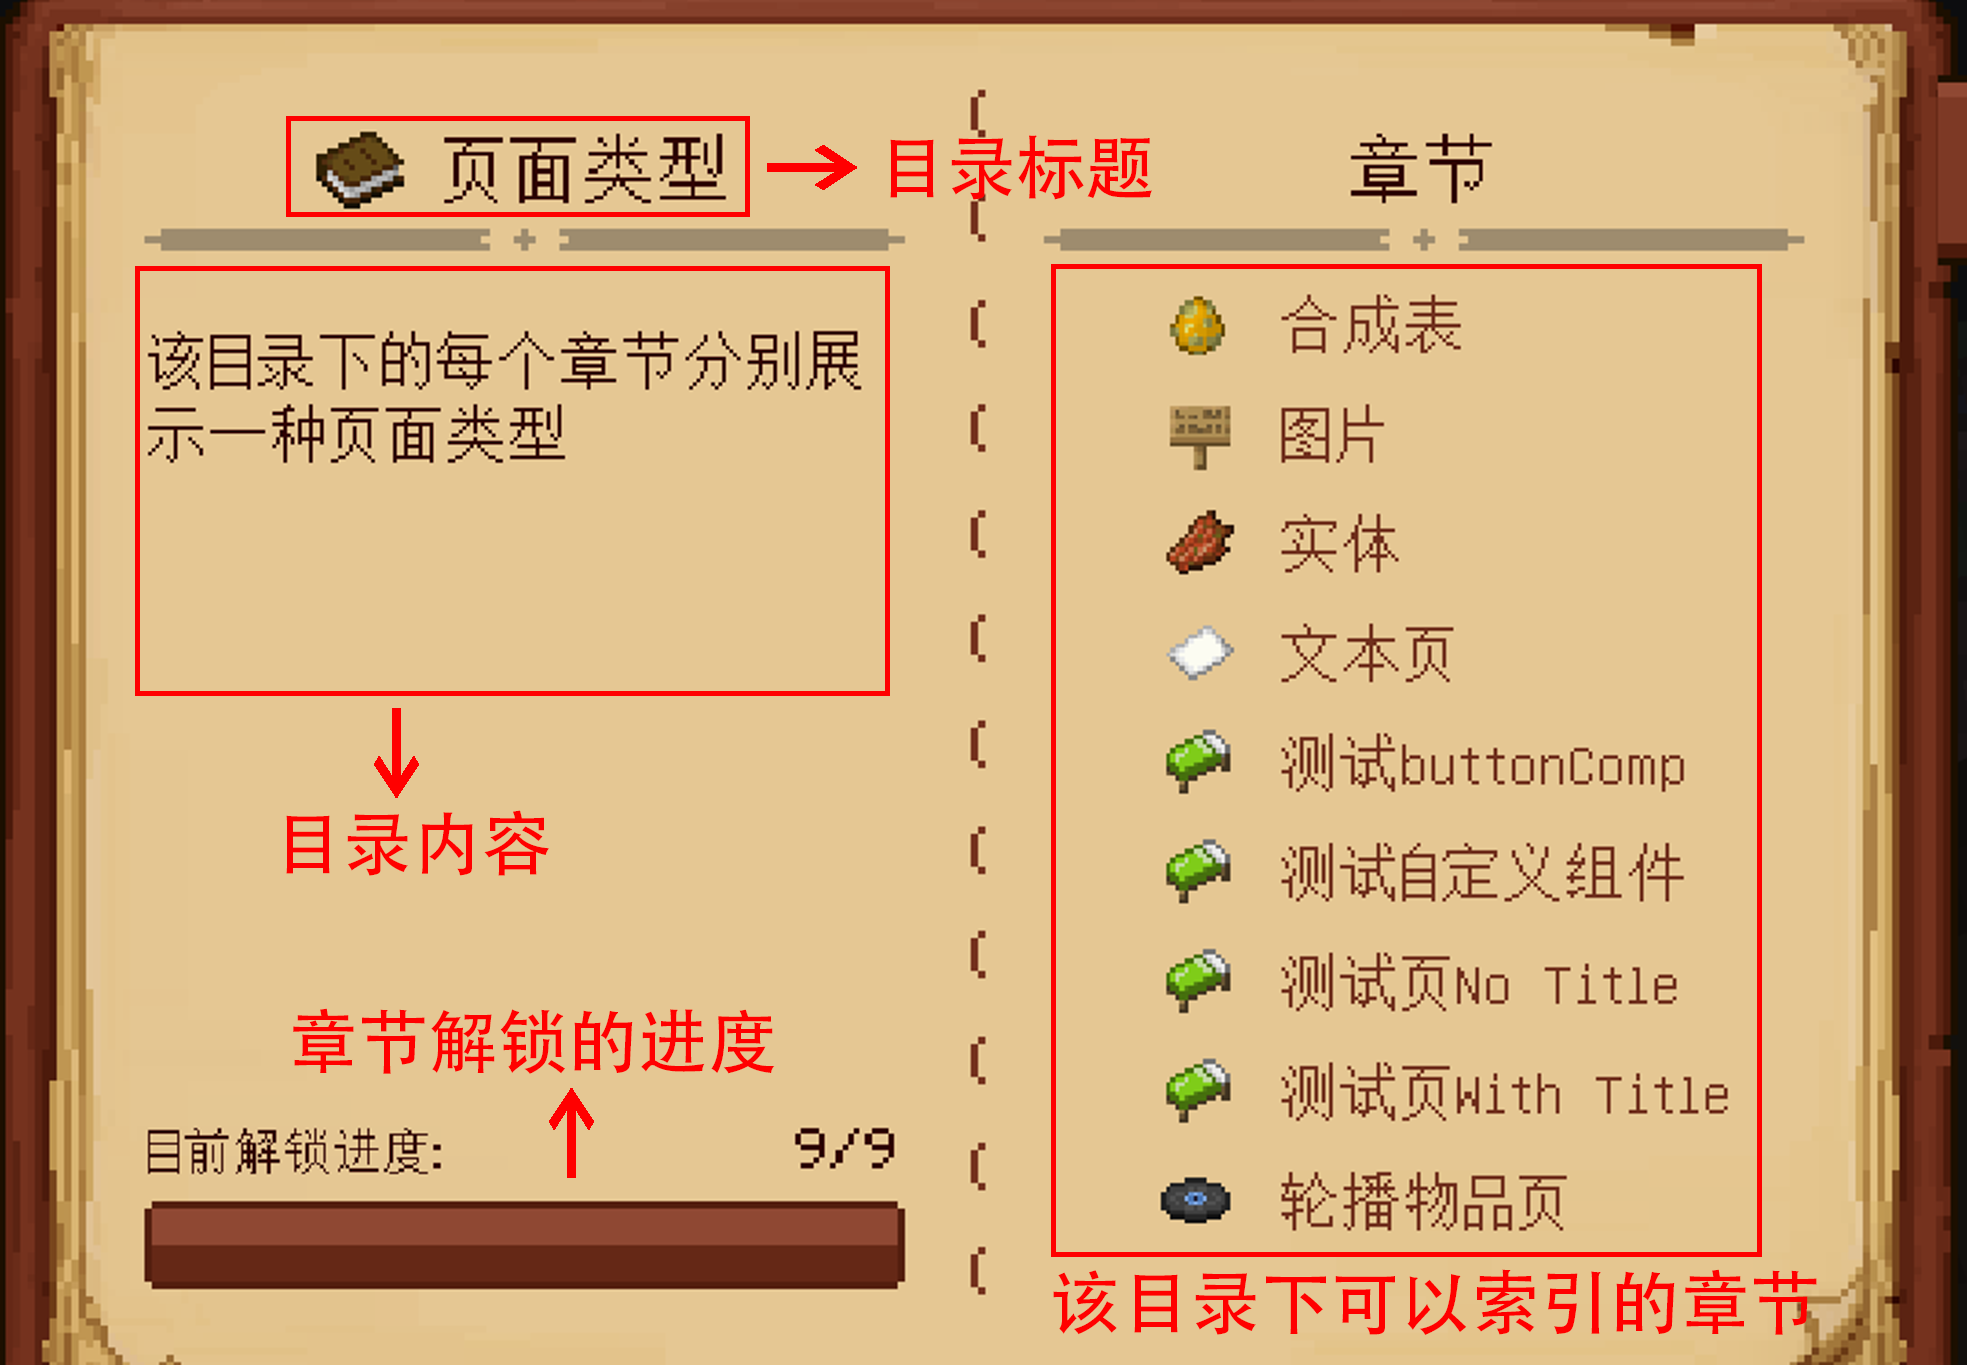 页面类型
目录标题
该目录下的每个章节分别展
示一种页面类型
目录内容
章节解锁的进度
目前解锁进度:
9/9
章节
合成表
图片
实体
文本页
测试buttonComp
测试自定义组件
测试页No Title
测试页With Title
轮播物品页
该目录下可以索引的章节